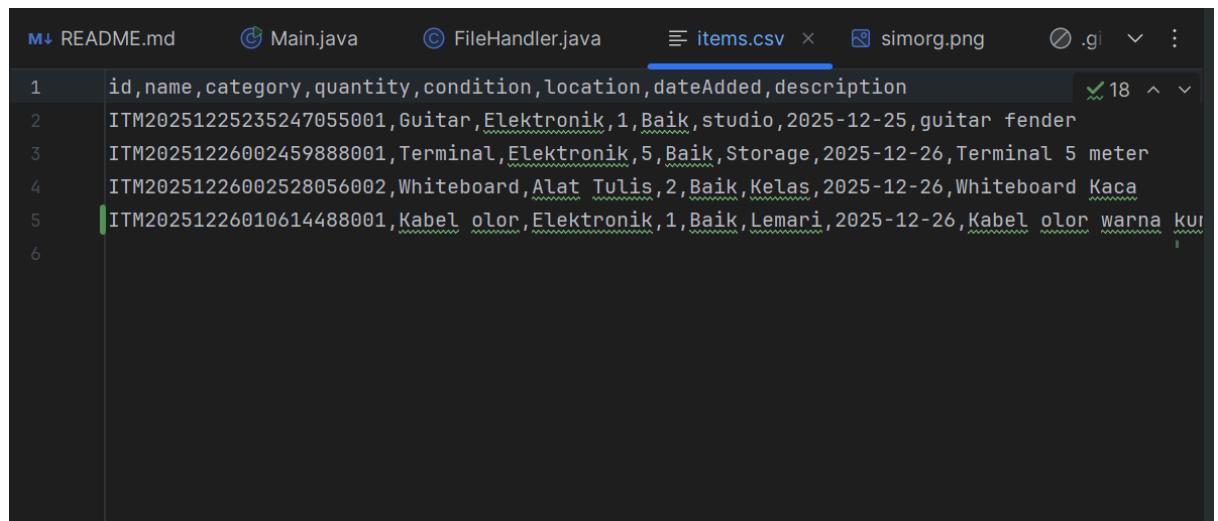 README.md Main.java FileHandler.java items.csv simorg.png .gi
18
1 id,name,category,quantity,condition,location,dateAdded,description
2 ITM20251225235247055001,Guitar,Elektronik,1,Baik,studio,2025-12-25,guitar fender
3 ITM20251226002459888001,Terminal,Elektronik,5,Baik,Storage,2025-12-26,Terminal 5 meter
4 ITM20251226002528056002,Whiteboard,Alat Tulis,2,Baik,Kelas,2025-12-26,Whiteboard Kaca
5 ITM20251226010614488001,Kabel olor,Elektronik,1,Baik,Lemari,2025-12-26,Kabel olor warna
6